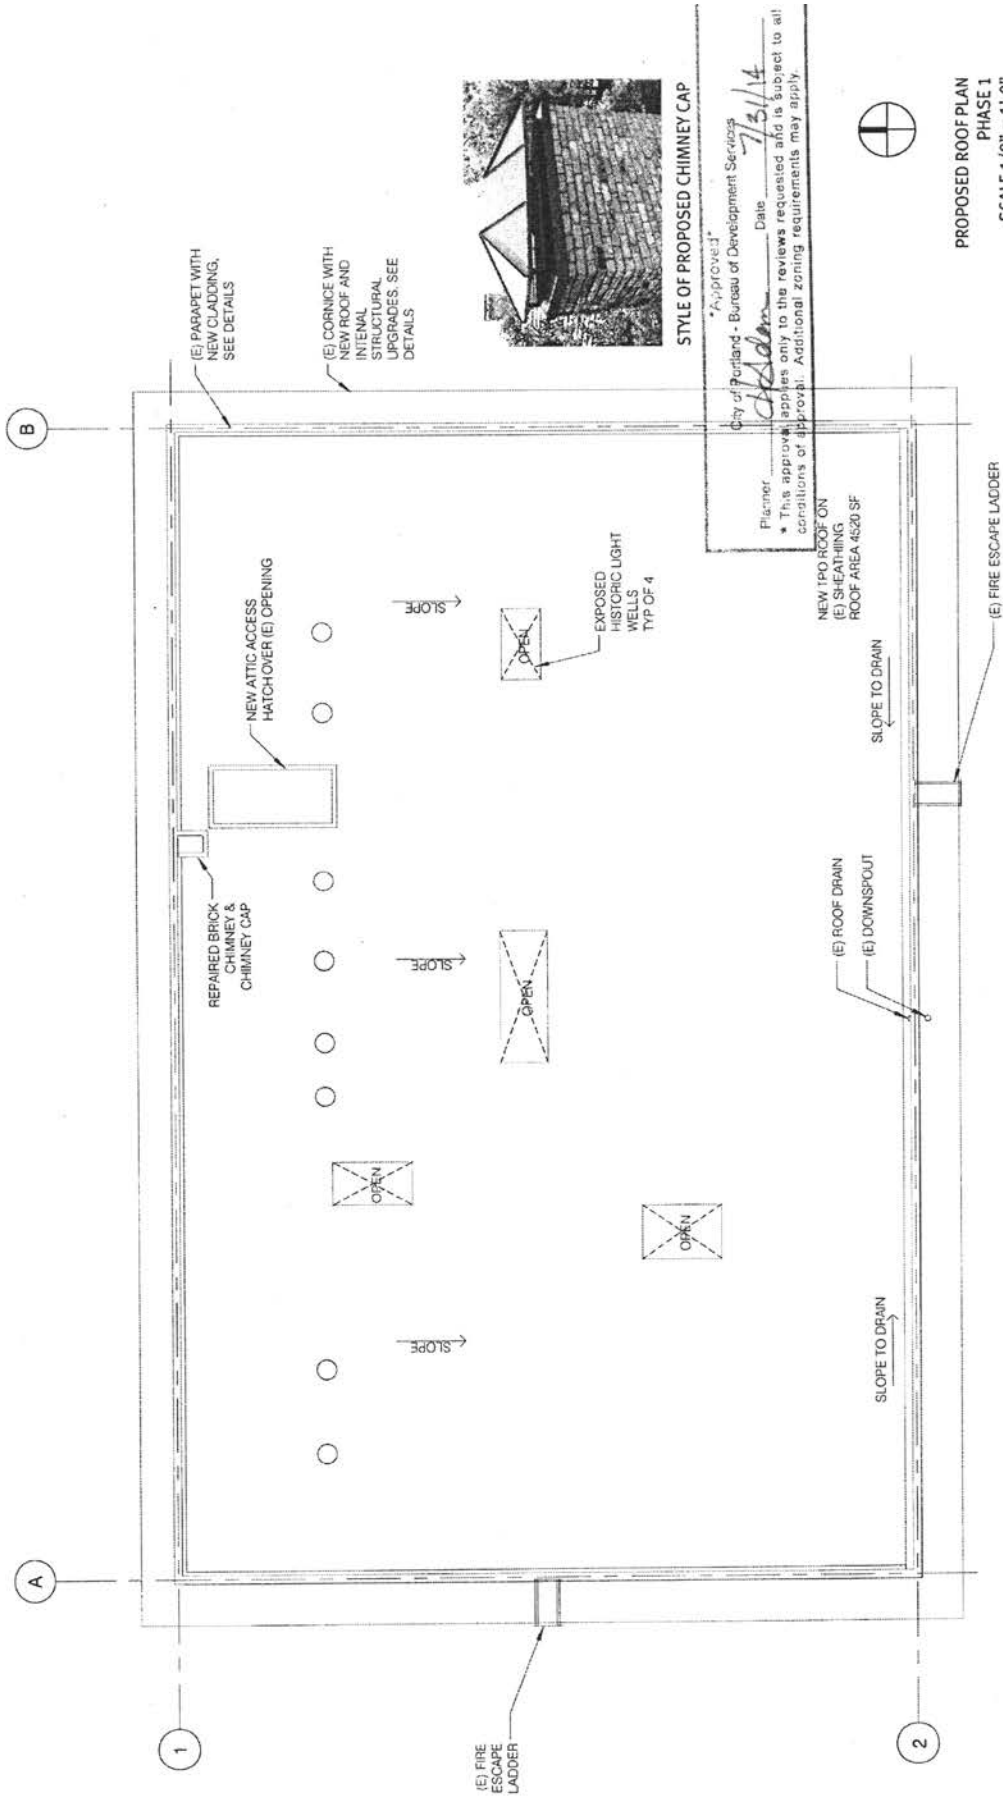 A
B
1
2
(E) PARAPET WITH
NEW CLADDING,
SEE DETAILS
(E) CORNICE WITH
NEW ROOF AND
INTENAL
STRUCTURAL
UPGRADES, SEE
DETAILS
NEW ATTIC ACCESS
HATCH OVER (E) OPENING
REPAIRED BRICK
CHIMNEY &
CHIMNEY CAP
SLOPE
SLOPE
SLOPE
OPEN
OPEN
OPEN
OPEN
EXPOSED
HISTORIC LIGHT
WELLS
TYP OF 4
NEW TPO ROOF ON
(E) SHEATHIING
ROOF AREA 4520 SF
SLOPE TO DRAIN
SLOPE TO DRAIN
(E) ROOF DRAIN
(E) DOWNSPOUT
(E) FIRE ESCAPE LADDER
(E) FIRE
ESCAPE
LADDER
STYLE OF PROPOSED CHIMNEY CAP
*Approved*
City of Portland - Bureau of Development Services
Planner Date 7/31/14
* This approval applies only to the reviews requested and is subject to all
conditions of approval. Additional zoning requirements may apply.
PROPOSED ROOF PLAN
PHASE 1